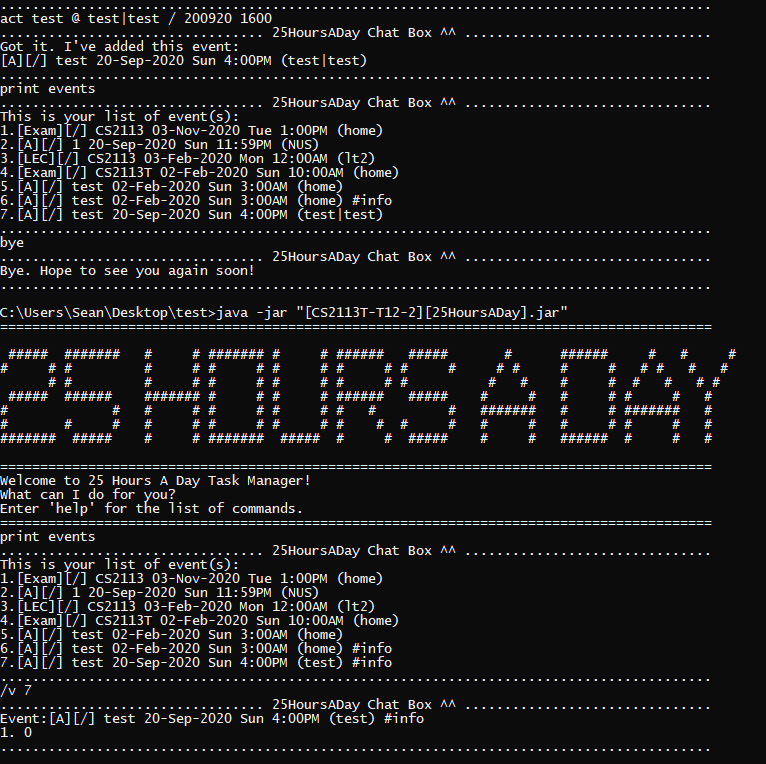 act test @ test|test / 200920 1600
................................. 25HoursADay Chat Box ^^ ...............................
Got it. I've added this event:
[A][/] test 20-Sep-2020 Sun 4:00PM (test|test)
.........................................................................................
print events
................................. 25HoursADay Chat Box ^^ ...............................
This is your list of event(s):
1.[Exam][/] CS2113 03-Nov-2020 Tue 1:00PM (home)
2.[A][/] 1 20-Sep-2020 Sun 11:59PM (NUS)
3.[LEC][/] CS2113 03-Feb-2020 Mon 12:00AM (lt2)
4.[Exam][/] CS2113T 02-Feb-2020 Sun 10:00AM (home)
5.[A][/] test 02-Feb-2020 Sun 3:00AM (home)
6.[A][/] test 02-Feb-2020 Sun 3:00AM (home) #info
7.[A][/] test 20-Sep-2020 Sun 4:00PM (test|test)
.........................................................................................
bye
................................. 25HoursADay Chat Box ^^ ...............................
Bye. Hope to see you again soon!
.........................................................................................
C:\Users\Sean\Desktop\test>java -jar "[CS2113T-T12-2][25HoursADay].jar"
=========================================================================================
25 HOURS A DAY
=========================================================================================
Welcome to 25 Hours A Day Task Manager!
What can I do for you?
Enter 'help' for the list of commands.
=========================================================================================
print events
................................. 25HoursADay Chat Box ^^ ...............................
This is your list of event(s):
1.[Exam][/] CS2113 03-Nov-2020 Tue 1:00PM (home)
2.[A][/] 1 20-Sep-2020 Sun 11:59PM (NUS)
3.[LEC][/] CS2113 03-Feb-2020 Mon 12:00AM (lt2)
4.[Exam][/] CS2113T 02-Feb-2020 Sun 10:00AM (home)
5.[A][/] test 02-Feb-2020 Sun 3:00AM (home)
6.[A][/] test 02-Feb-2020 Sun 3:00AM (home) #info
7.[A][/] test 20-Sep-2020 Sun 4:00PM (test) #info
.........................................................................................
/v 7
................................. 25HoursADay Chat Box ^^ ...............................
Event:[A][/] test 20-Sep-2020 Sun 4:00PM (test) #info
1. 0
.........................................................................................